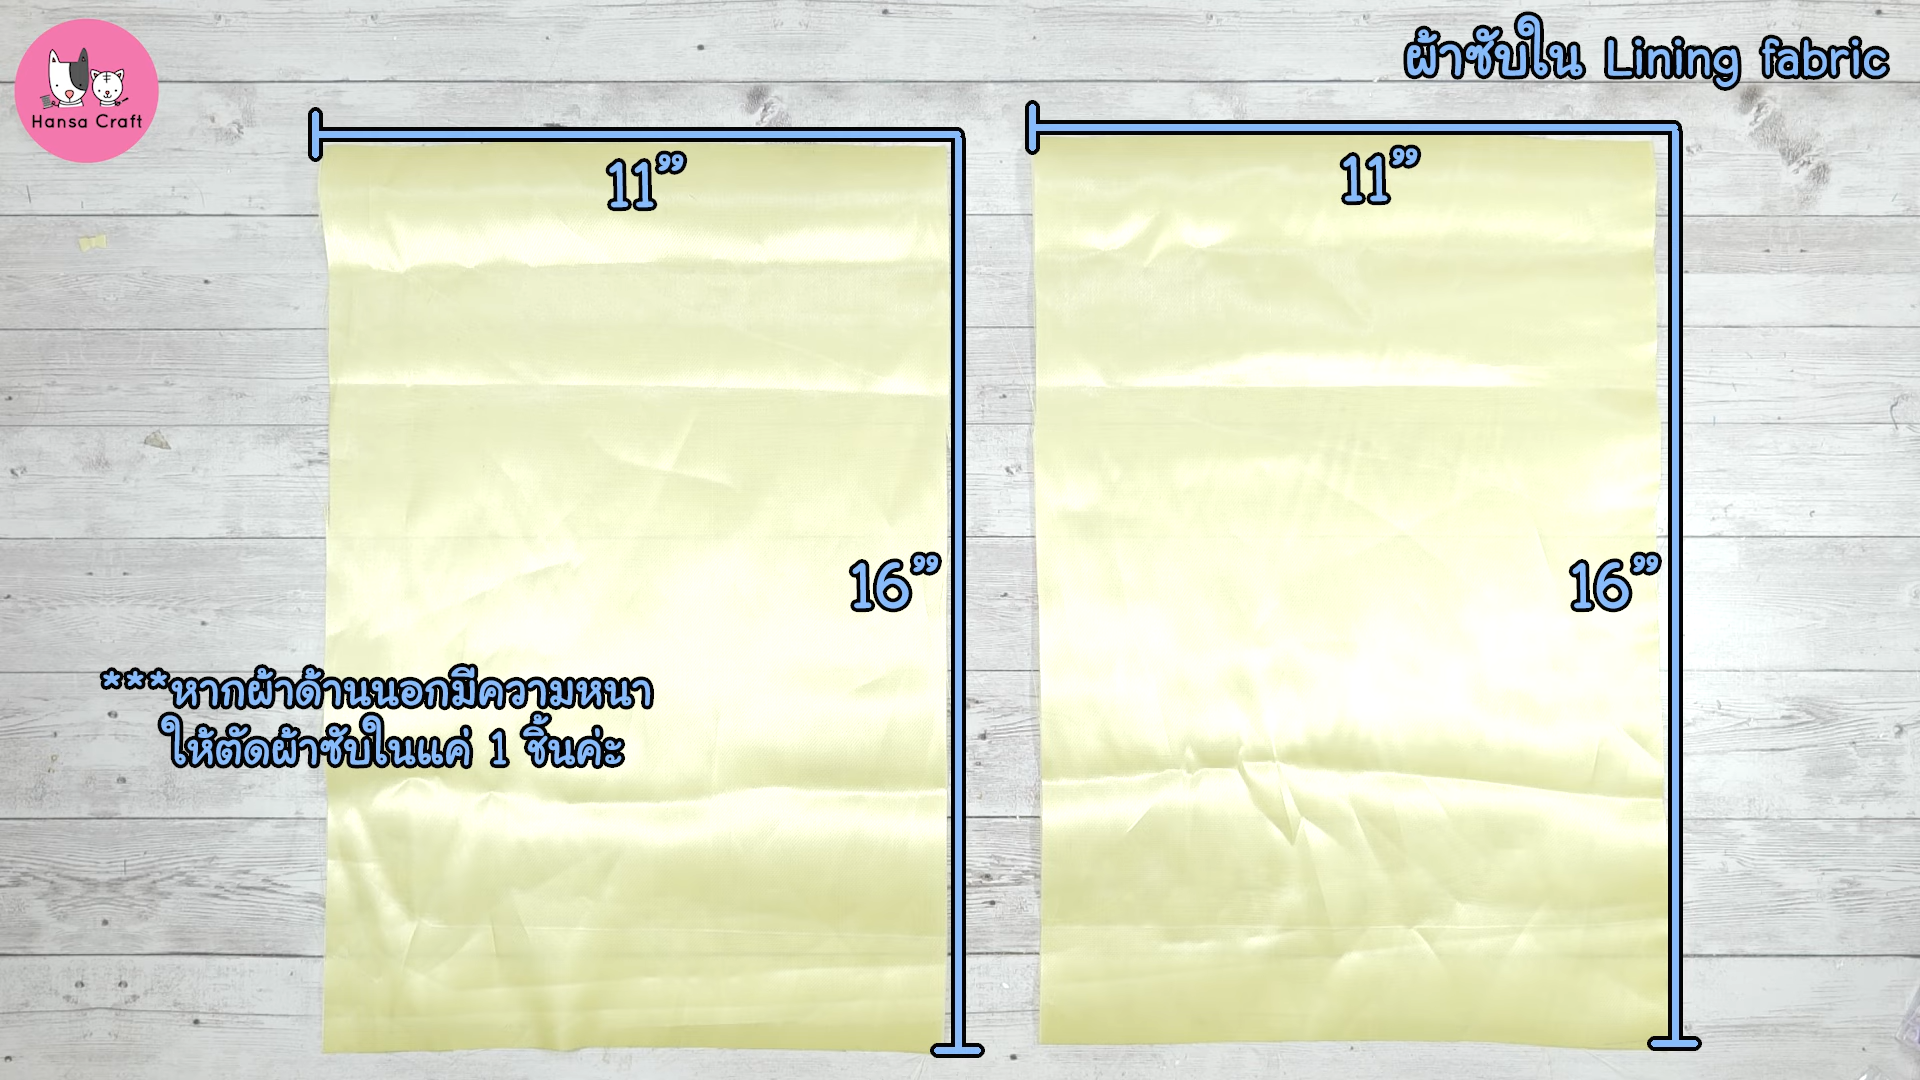 Hansa Craft
ผ้าซับใน Lining fabric
11”
11”
16”
16”
***หากผ้าด้านนอกมีความหนา
ให้ตัดผ้าซับในแค่ 1 ชิ้นค่ะ